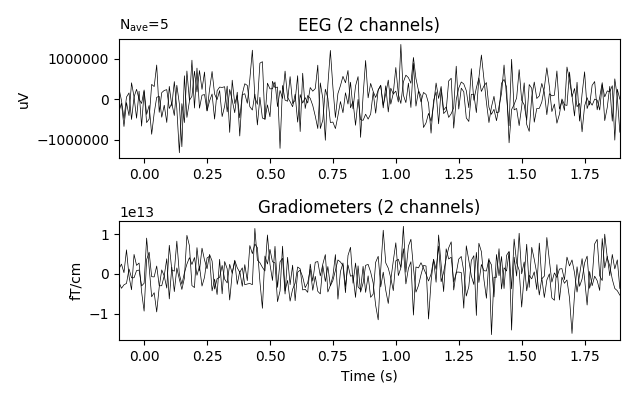 N_ave=5
EEG (2 channels)
1000000
0
−1000000
uV
0.00 0.25 0.50 0.75 1.00 1.25 1.50 1.75
1e13
Gradiometers (2 channels)
1
0
−1
fT/cm
0.00 0.25 0.50 0.75 1.00 1.25 1.50 1.75
Time (s)